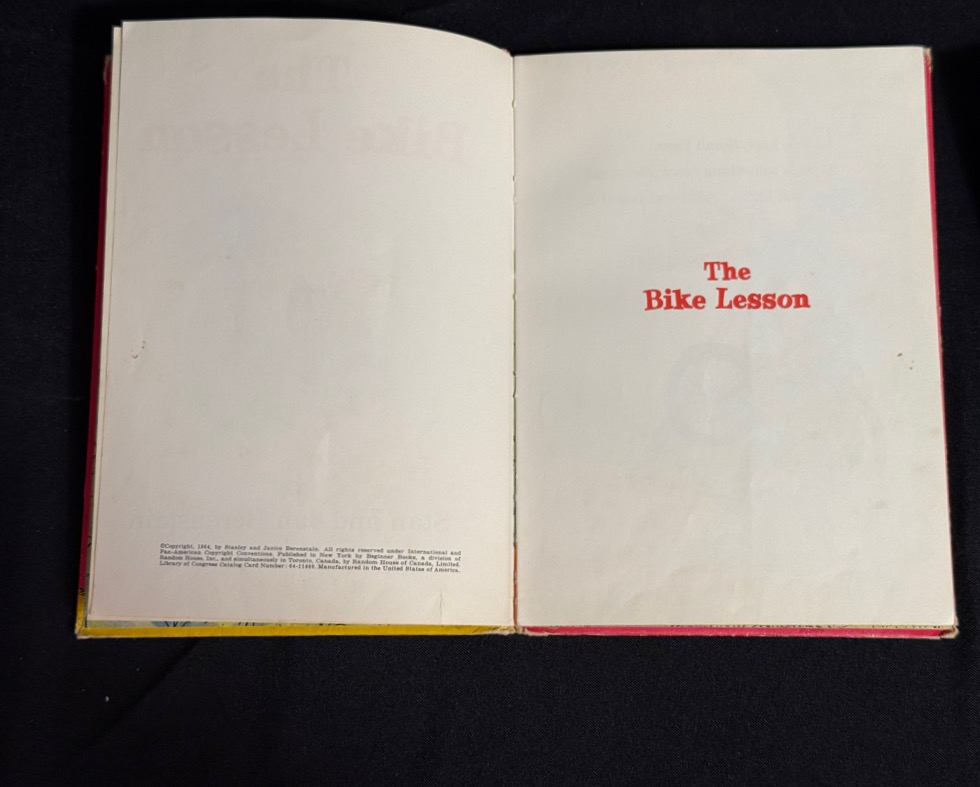 ©Copyright, 1964, by Stanley and Janice Berenstain. All rights reserved under International and
Pan-American Copyright Conventions. Published in New York by Beginner Books, a division of
Random House, Inc., and simultaneously in Toronto, Canada, by Random House of Canada, Limited.
Library of Congress Catalog Card Number: 64-11460. Manufactured in the United States of America.
The
Bike Lesson